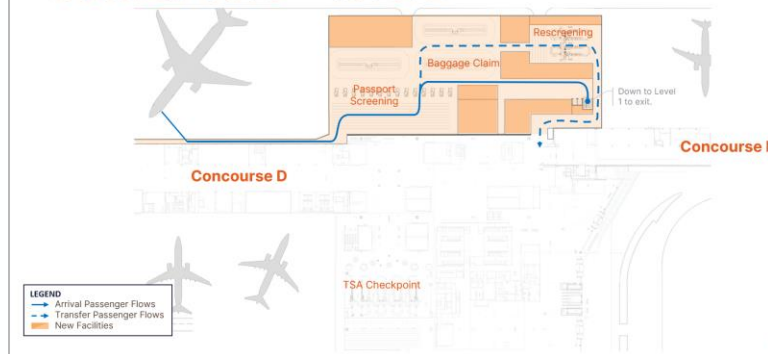 Rescreening
Baggage Claim
Passport
Screening
Down to Level
1 to exit.
Concourse
Concourse D
TSA Checkpoint
LEGEND
Arrival Passenger Flows
Transfer Passenger Flows
New Facilities